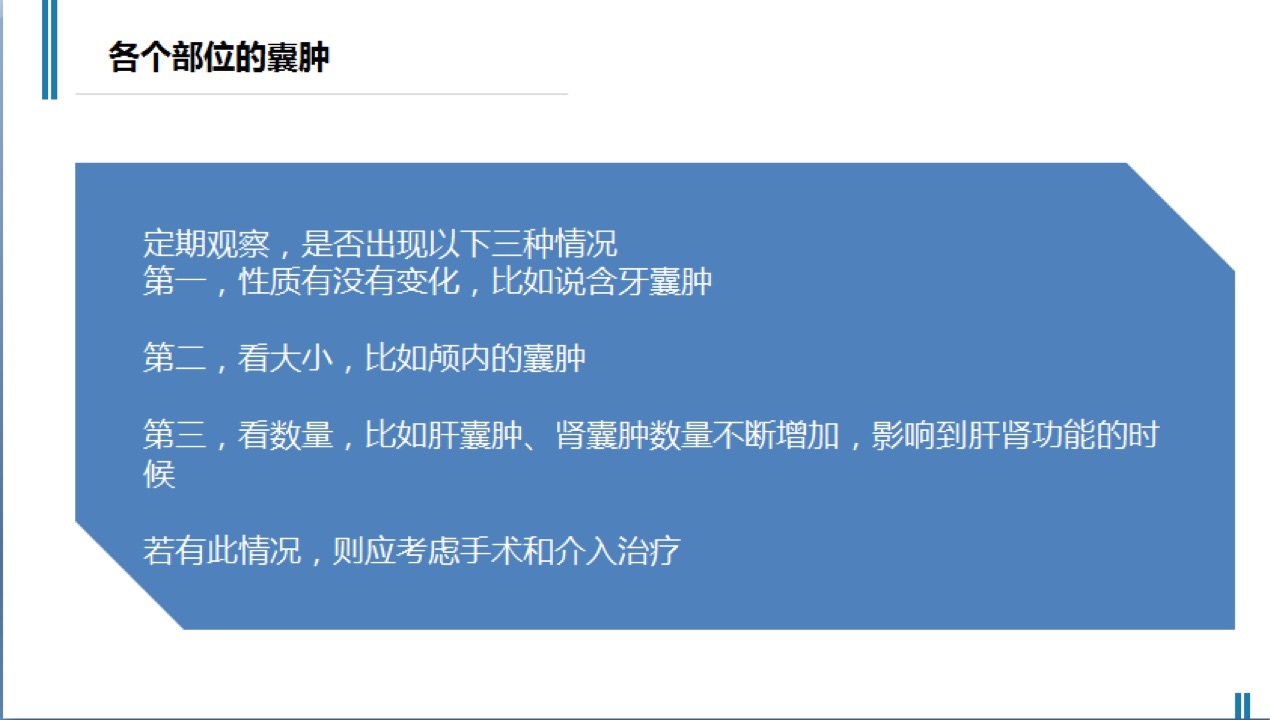 各个部位的囊肿
定期观察，是否出现以下三种情况
第一，性质有没有变化，比如说含牙囊肿
第二，看大小，比如颅内的囊肿
第三，看数量，比如肝囊肿、肾囊肿数量不断增加，影响到肝肾功能的时
候
若有此情况，则应考虑手术和介入治疗